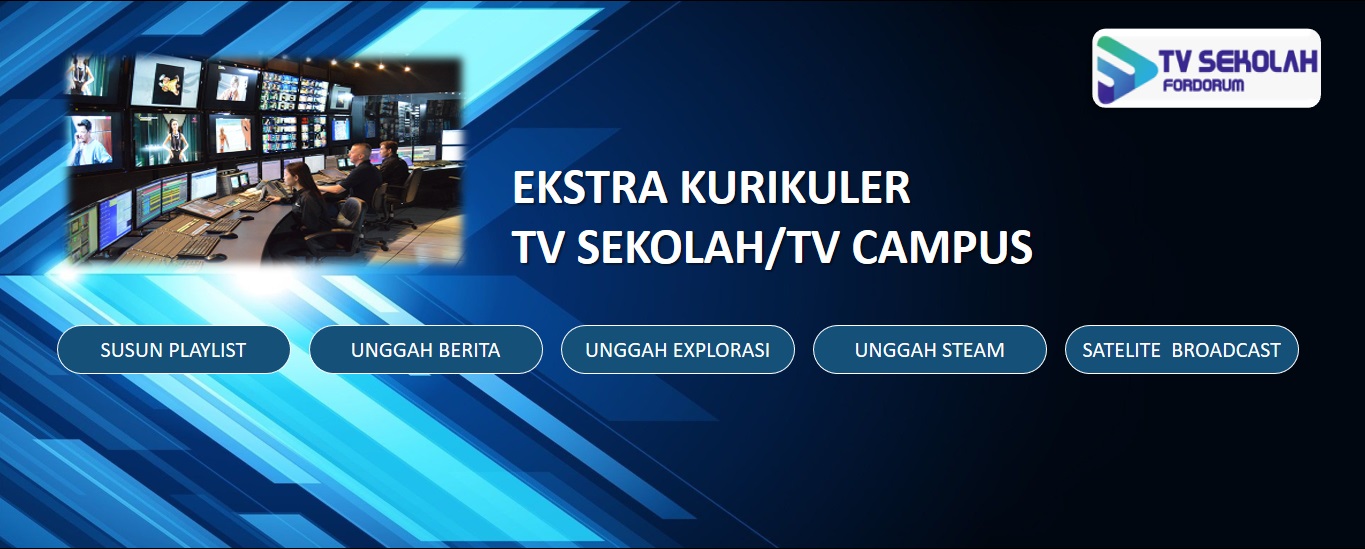 TV SEKOLAH
FORDORUM
EKSTRA KURIKULER
TV SEKOLAH/TV CAMPUS
SUSUN PLAYLIST
UNGGAH BERITA
UNGGAH EXPLORASI
UNGGAH STEAM
SATELITE BROADCAST